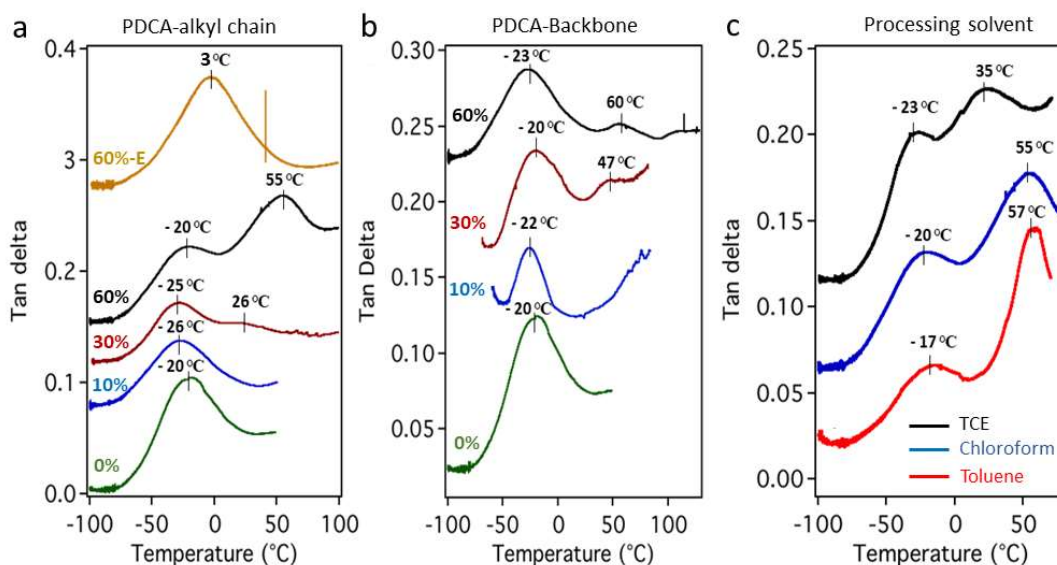 a
PDCA-alkyl chain
0.4
3
0.2
0.1
0.0
Tan delta
3 °C
60%-E
55 °C
- 20 °C
60%
- 25 °C
26 °C
30%
- 26 °C
10%
- 20 °C
0%
-100
-50
0
50
100
Temperature (°C)
b
PDCA-Backbone
0.30
0.25
0.20
0.15
0.10
0.05
Tan Delta
- 23 °C
60 °C
60%
- 20 °C
47 °C
30%
- 22 °C
10%
- 20 °C
0%
-100
-50
0
50
100
Temperature (°C)
c
Processing solvent
0.25
0.20
0.15
0.10
0.05
0.00
Tan delta
35 °C
- 23 °C
55 °C
- 20 °C
57 °C
- 17 °C
TCE
Chloroform
Toluene
-100
-50
0
50
Temperature (°C)